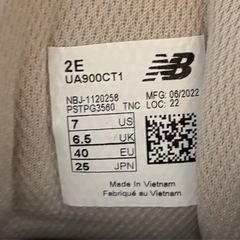 2E
UA900CT1
NB
NBJ-1120258 MFG: 06/2022
PSTPG3560 TNC LOC: 22
7 US
6.5 UK
40 EU
25 JPN
Made In Vietnam
Fabriqué au Vietnam